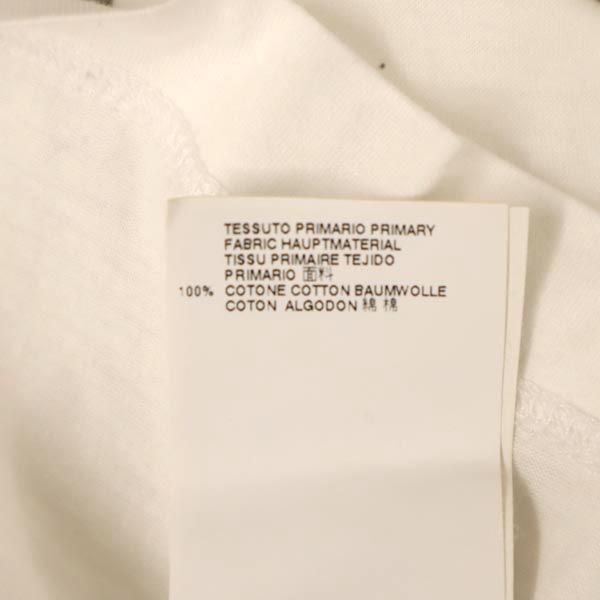 TESSUTO PRIMARIO PRIMARY
FABRIC HAUPTMATERIAL
TISSU PRIMAIRE TEJIDO
PRIMARIO 面料
100% COTONE COTTON BAUMWOLLE
COTON ALGODON 綿 棉